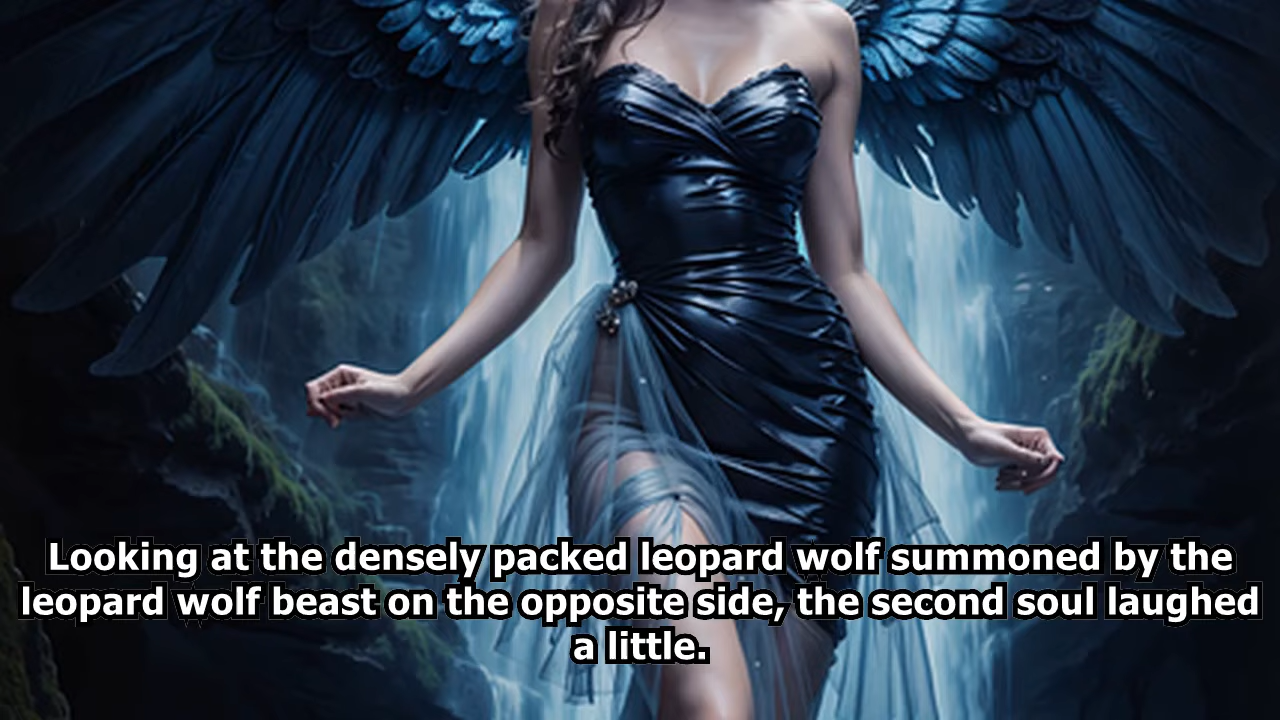 Looking at the densely packed leopard wolf summoned by the
leopard wolf beast on the opposite side, the second soul laughed
a little.